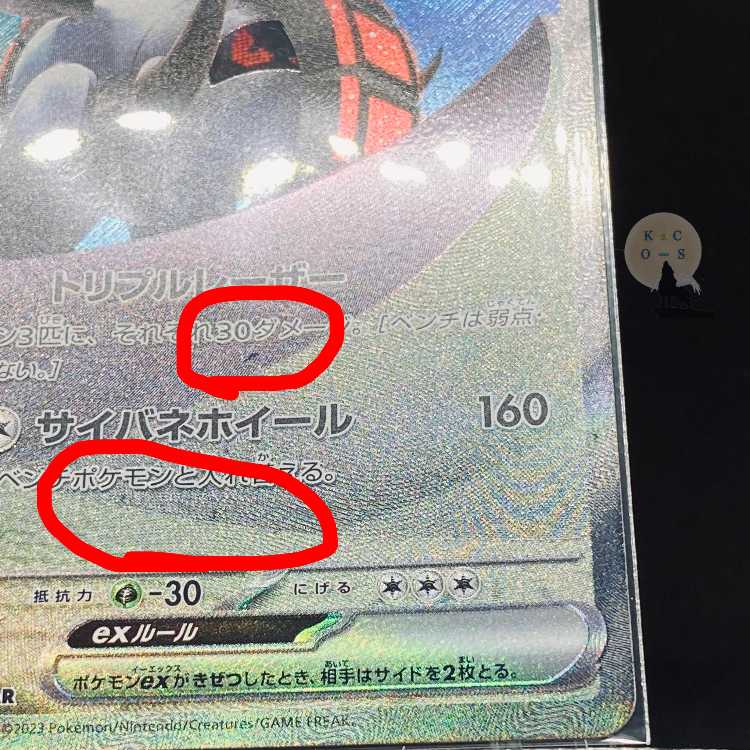 トリプルレーザー
ン3匹に、それぞれ30ダメージ。[ベンチは弱点・
ない。]
サイバネホイール 160
ベンチポケモンと入れ替える。
抵抗力 -30 にげる
exルール
ポケモンexがきぜつしたとき、相手はサイドを2枚とる。
R
©2023 Pokémon/Nintendo/Creatures/GAME FREAK.
K C
O S